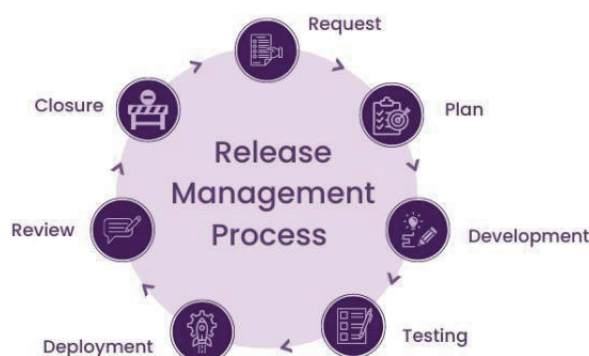 Request
Plan
Development
Testing
Deployment
Review
Closure
Release
Management
Process